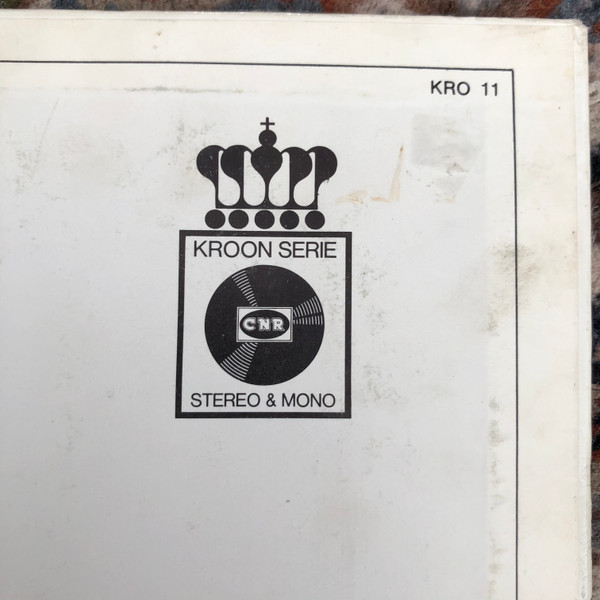 KRO 11
KROON SERIE
CNR
STEREO & MONO